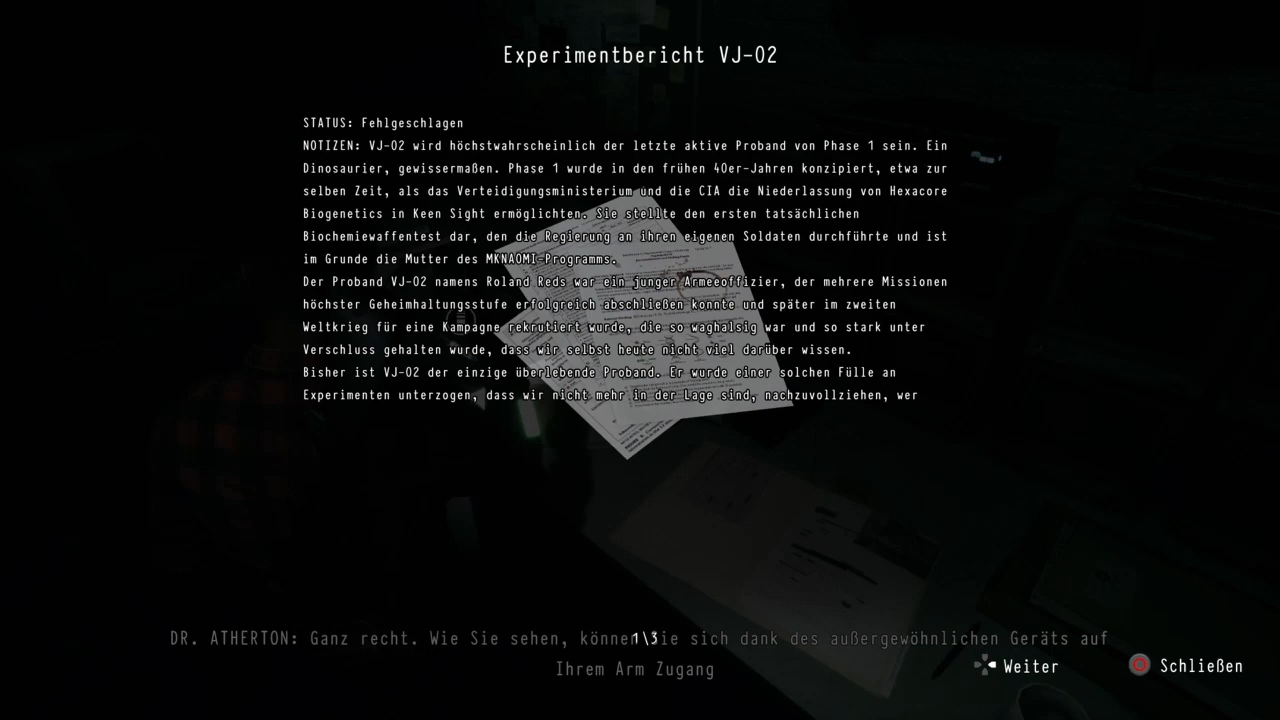 Experimentbericht VJ-02
STATUS: Fehlgeschlagen
NOTIZEN: VJ-02 wird höchstwahrscheinlich der letzte aktive Proband von Phase 1 sein. Ein
Dinosaurier, gewissermaßen. Phase 1 wurde in den frühen 40er-Jahren konzipiert, etwa zur
selben Zeit, als das Verteidigungsministerium und die CIA die Niederlassung von Hexacore
Biogenetics in Keen Sight ermöglichten. Sie stellte den ersten tatsächlichen
Biochemiewaffentest dar, den die Regierung an ihren eigenen Soldaten durchführte und ist
im Grunde die Mutter des MKNAOMI-Programms.
Der Proband VJ-02 namens Roland Reds war ein junger Armeeoffizier, der mehrere Missionen
höchster Geheimhaltungsstufe erfolgreich abschließen konnte und später im zweiten
Weltkrieg für eine Kampagne rekrutiert wurde, die so waghalsig war und so stark unter
Verschluss gehalten wurde, dass wir selbst heute nicht viel darüber wissen.
Bisher ist VJ-02 der einzige überlebende Proband. Er wurde einer solchen Fülle an
Experimenten unterzogen, dass wir nicht mehr in der Lage sind, nachzuvollziehen, wer
DR. ATHERTON: Ganz recht. Wie Sie sehen, können Sie sich dank des außergewöhnlichen Geräts auf
Ihrem Arm Zugang
1\3
Weiter
Schließen